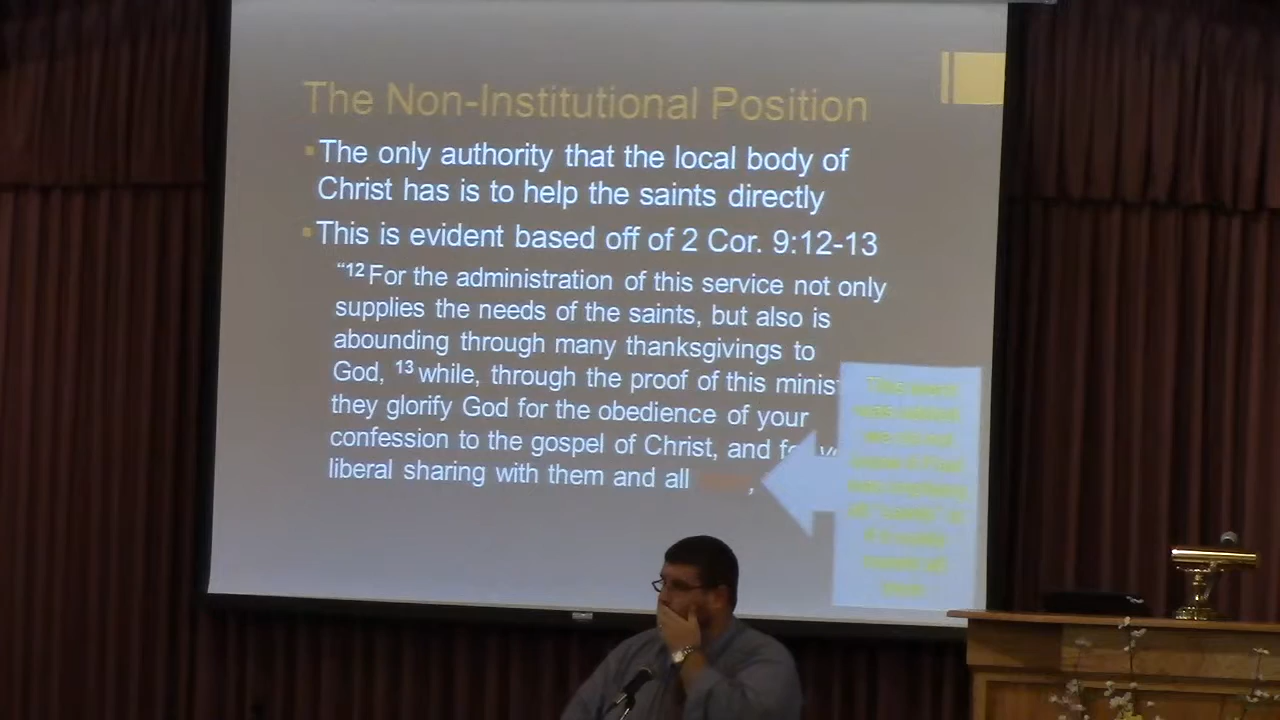 The Non-Institutional Position
The only authority that the local body of
Christ has is to help the saints directly
This is evident based off of 2 Cor. 9:12-13
“12 For the administration of this service not only
supplies the needs of the saints, but also is
abounding through many thanksgivings to
God, 13 while, through the proof of this minis
they glorify God for the obedience of your
confession to the gospel of Christ, and
liberal sharing with them and all ,